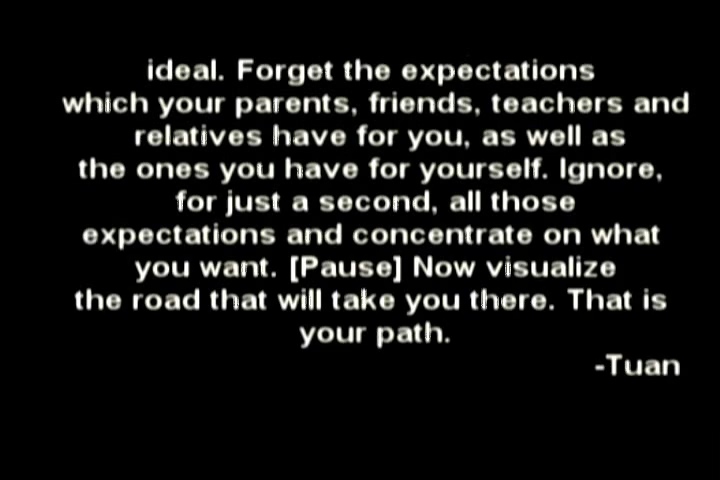 ideal. Forget the expectations
which your parents, friends, teachers and
relatives have for you, as well as
the ones you have for yourself. Ignore,
for just a second, all those
expectations and concentrate on what
you want. [Pause] Now visualize
the road that will take you there. That is
your path.
-Tuan